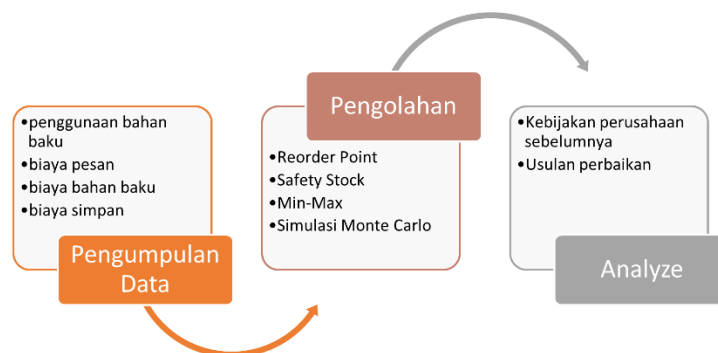 •penggunaan bahan
baku
•biaya pesan
•biaya bahan baku
•biaya simpan
Pengumpulan
Data
Pengolahan
•Reorder Point
•Safety Stock
•Min-Max
•Simulasi Monte Carlo
•Kebijakan perusahaan
sebelumnya
•Usulan perbaikan
Analyze